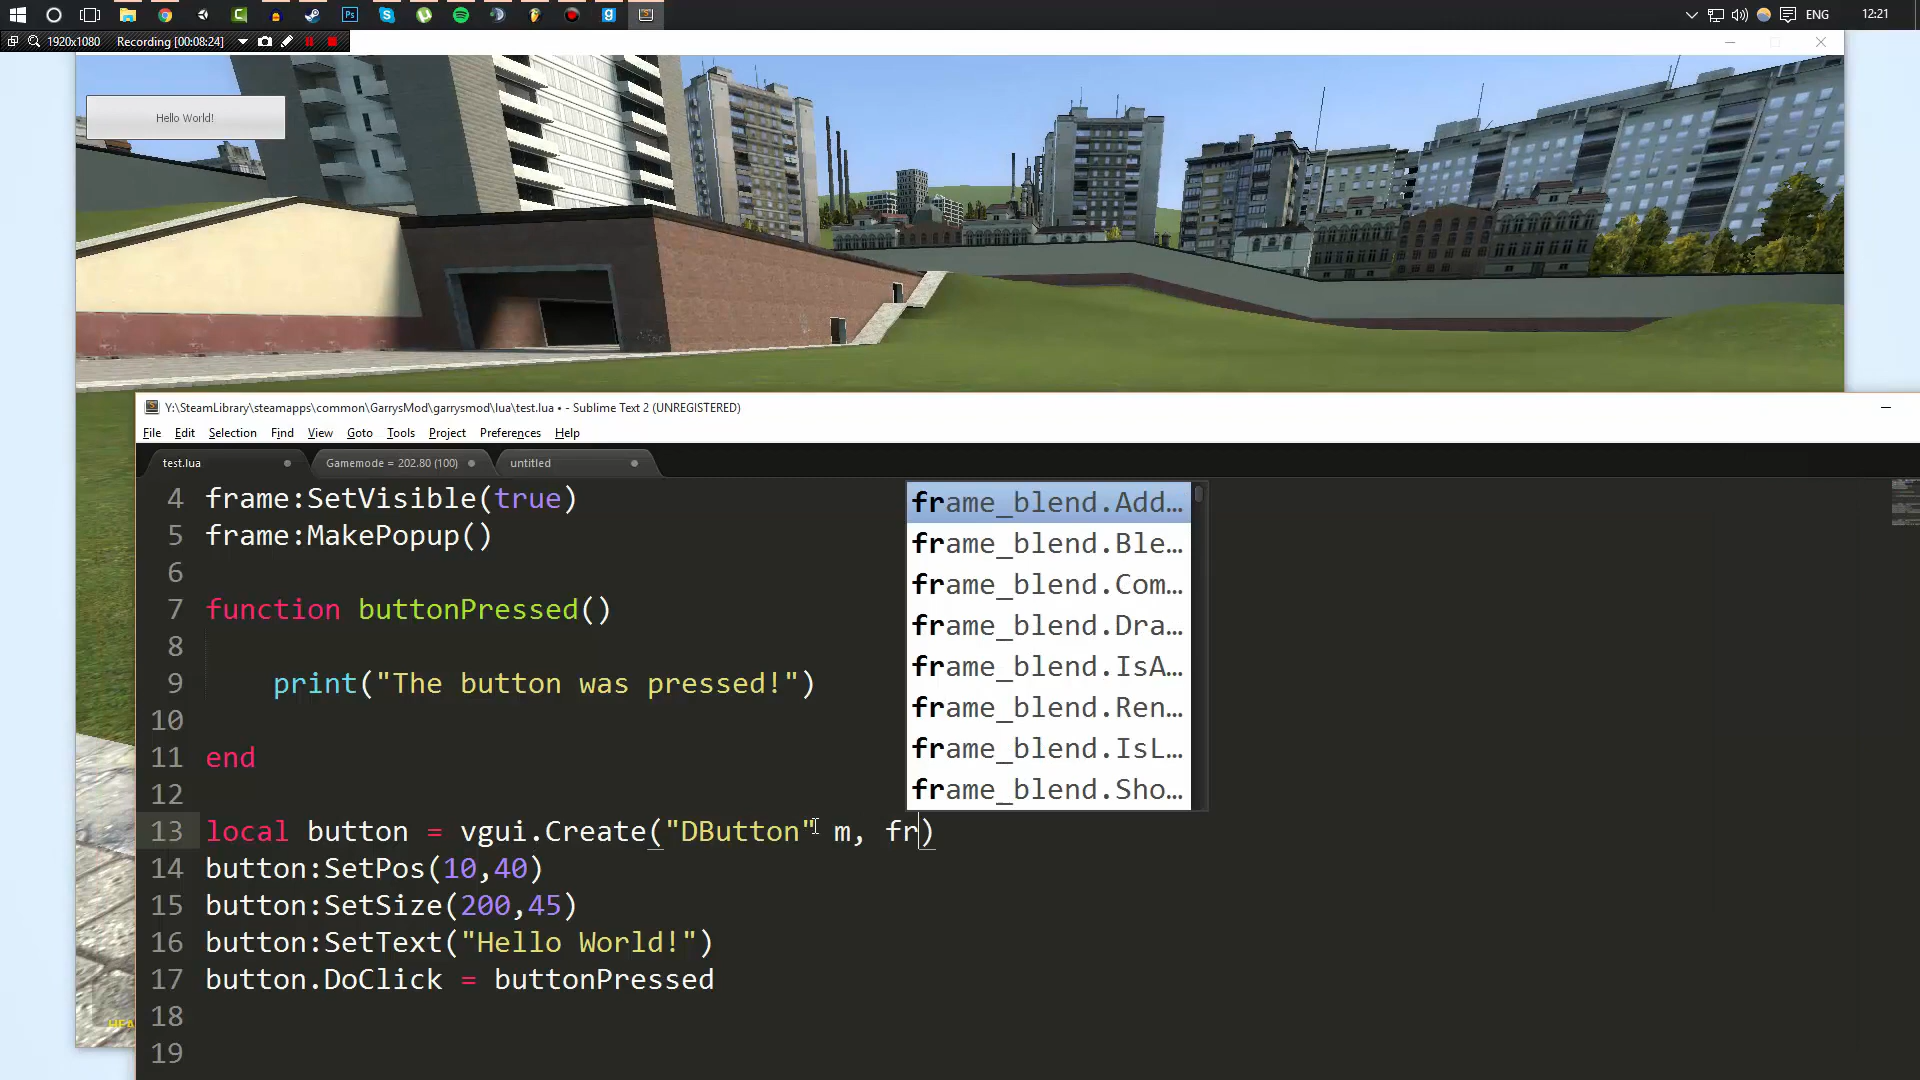 ENG
12:21
1920x1080 Recording [00:08:24]
Hello World!
Y:\SteamLibrary\steamapps\common\GarrysMod\garrysmod\lua\test.lua • - Sublime Text 2 (UNREGISTERED)
File Edit Selection Find View Goto Tools Project Preferences Help
test.lua Gamemode = 202.80 (100) untitled
4 frame:SetVisible(true)
5 frame:MakePopup()
6
7 function buttonPressed()
8
9 print("The button was pressed!")
10
11 end
12
13 local button = vgui.Create("DButton" m, fr)
14 button:SetPos(10,40)
15 button:SetSize(200,45)
16 button:SetText("Hello World!")
17 button.DoClick = buttonPressed
18
19
frame_blend.Add…
frame_blend.Ble…
frame_blend.Com…
frame_blend.Dra…
frame_blend.IsA…
frame_blend.Ren…
frame_blend.IsL…
frame_blend.Sho…